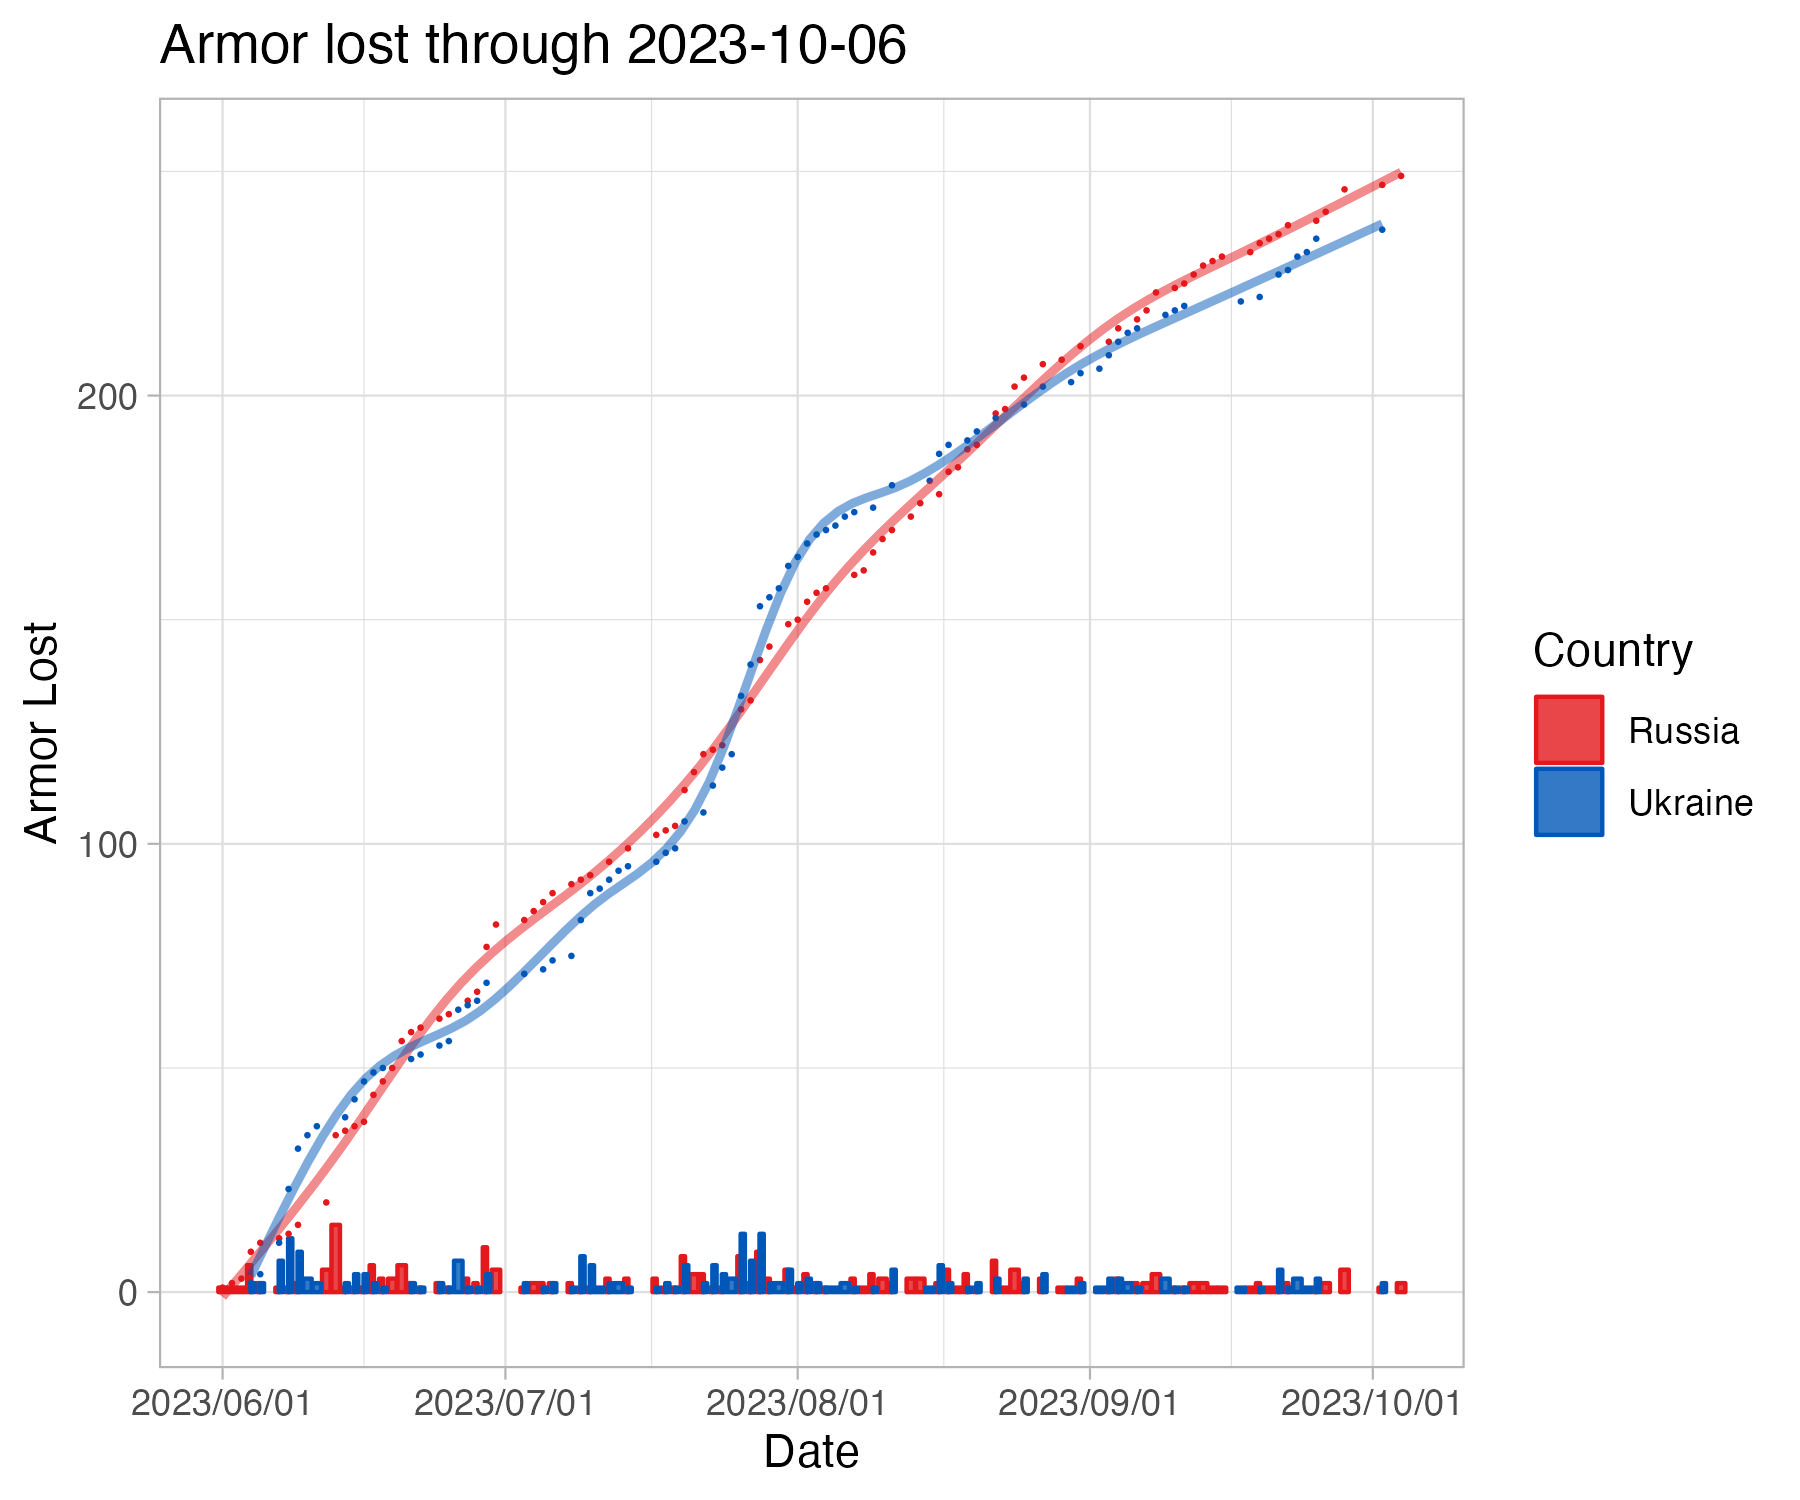 Armor lost through 2023-10-06
Armor Lost
200
100
0
2023/06/01
2023/07/01
2023/08/01
2023/09/01
2023/10/01
Date
Country
Russia
Ukraine